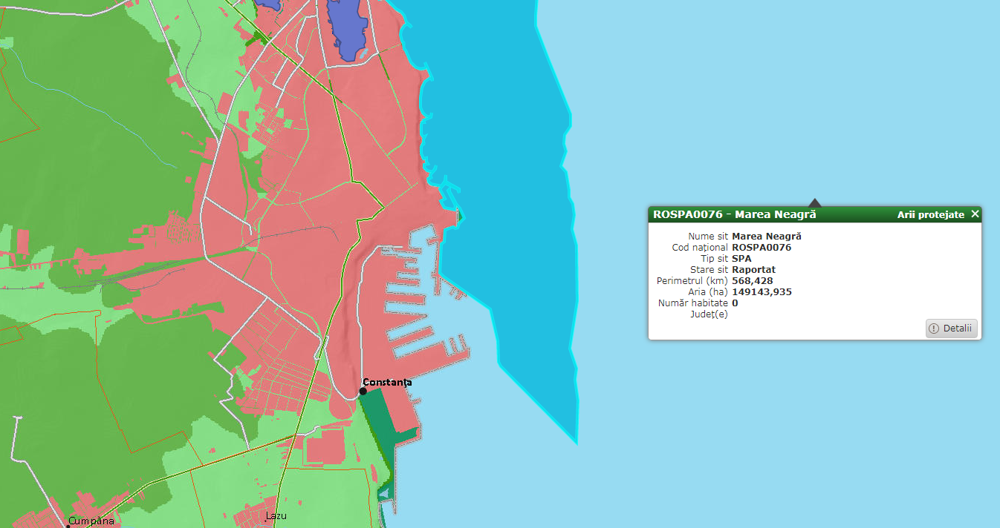 ROSPA0076 - Marea Neagră Arii protejate ✕
Nume sit Marea Neagră
Cod național ROSPA0076
Tip sit SPA
Stare sit Raportat
Perimetrul (km) 568,428
Aria (ha) 149143,935
Număr habitate 0
Județ(e)
Detalii
Constanţa
Lazu
Cumpăna